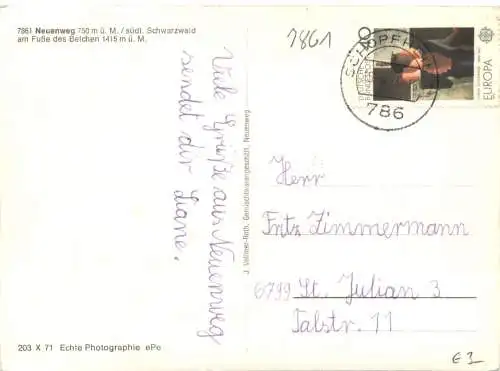 7861 Neuenweg 750 m ü. M. / südl. Schwarzwald
am Fuße des Belchen 1415 m ü. M.
Viele Grüße aus Neuenweg
sendet dir
Liane.
203 X 71 Echte Photographie ePe
J. Vollmer-Roth, Gemischtwarengeschäft, Neuenweg
7861
786
EUROPA
Herr
Fritz Zimmermann
6799 St. Julian 3
Talstr. 11
€ 3